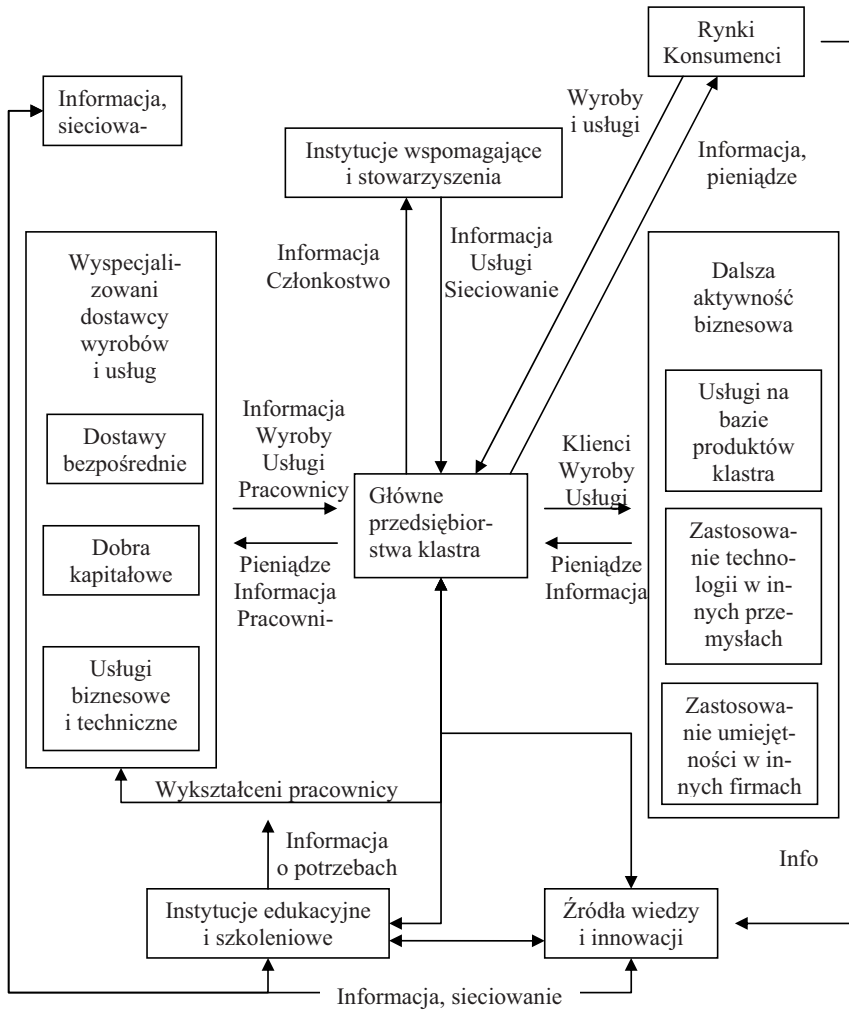 Rynki
Konsumenci
Informacja,
sieciowa-
Wyroby
i usługi
Instytucje wspomagające
i stowarzyszenia
Informacja,
pieniądze
Wyspecjali-
zowani
dostawcy
wyrobów
i usług
Informacja
Członkostwo
Informacja
Usługi
Sieciowanie
Dalsza
aktywność
biznesowa
Dostawy
bezpośrednie
Informacja
Wyroby
Usługi
Pracownicy
Główne
przedsiębior-
stwa klastra
Klienci
Wyroby
Usługi
Usługi na
bazie
produktów
klastra
Dobra
kapitałowe
Pieniądze
Informacja
Pracowni-
Pieniądze
Informacja
Zastosowa-
nie techno-
logii w in-
nych prze-
mysłach
Usługi
biznesowe
i techniczne
Zastosowa-
nie umiejęt-
ności w in-
nych firmach
Wykształceni pracownicy
Informacja
o potrzebach
Info
Instytucje edukacyjne
i szkoleniowe
Źródła wiedzy
i innowacji
Informacja, sieciowanie